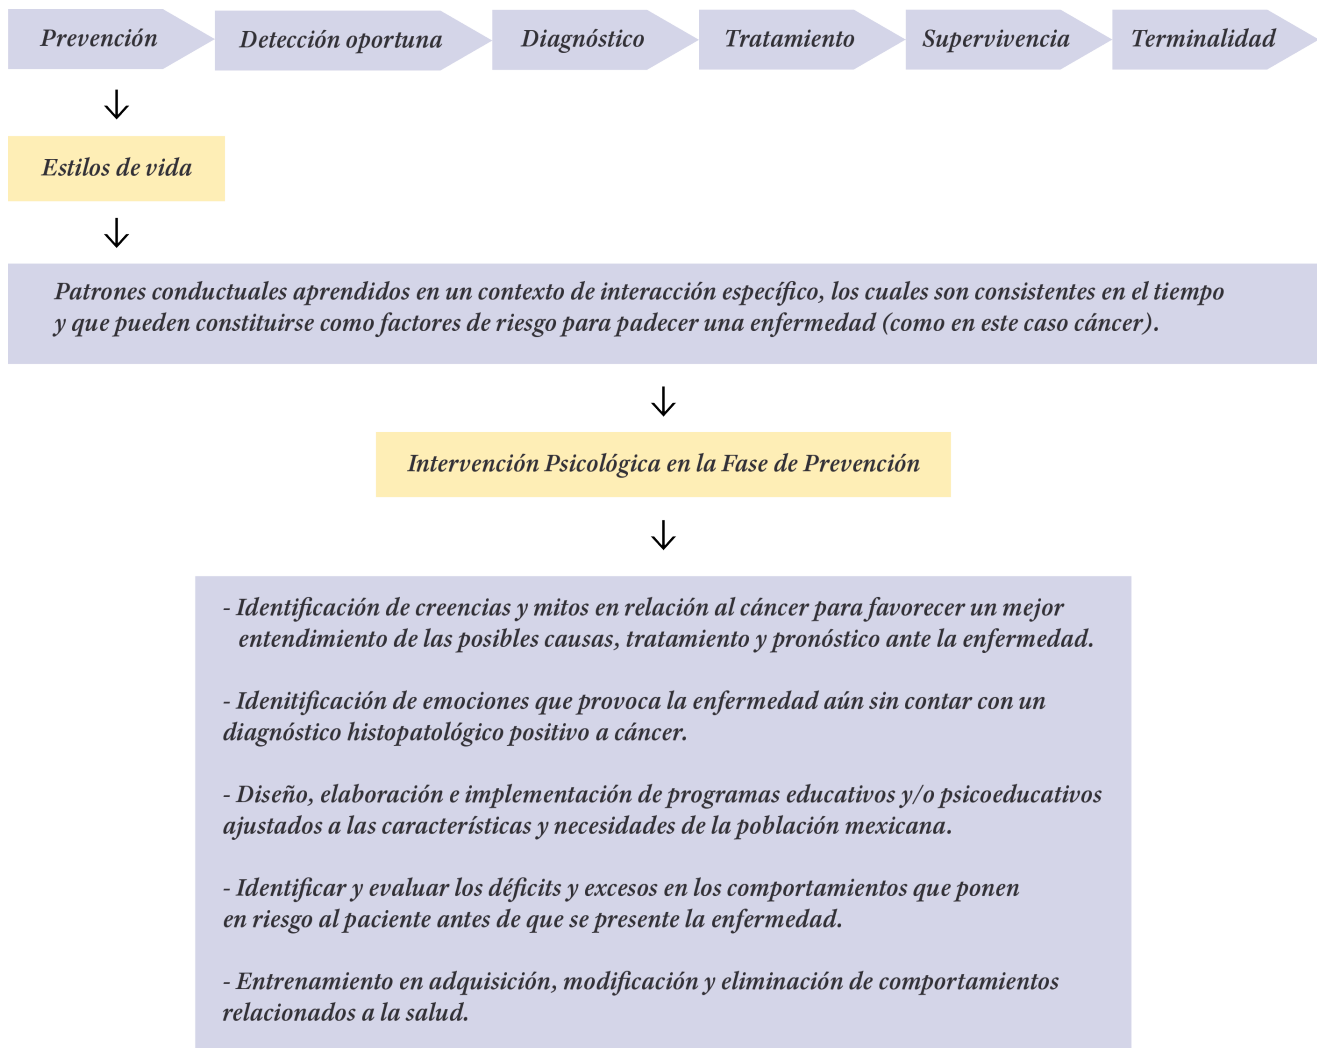 Prevención
Detección oportuna
Diagnóstico
Tratamiento
Supervivencia
Terminalidad
Estilos de vida
Patrones conductuales aprendidos en un contexto de interacción específico, los cuales son consistentes en el tiempo
y que pueden constituirse como factores de riesgo para padecer una enfermedad (como en este caso cáncer).
Intervención Psicológica en la Fase de Prevención
- Identificación de creencias y mitos en relación al cáncer para favorecer un mejor
entendimiento de las posibles causas, tratamiento y pronóstico ante la enfermedad.
- Idenitificación de emociones que provoca la enfermedad aún sin contar con un
diagnóstico histopatológico positivo a cáncer.
- Diseño, elaboración e implementación de programas educativos y/o psicoeducativos
ajustados a las características y necesidades de la población mexicana.
- Identificar y evaluar los déficits y excesos en los comportamientos que ponen
en riesgo al paciente antes de que se presente la enfermedad.
- Entrenamiento en adquisición, modificación y eliminación de comportamientos
relacionados a la salud.